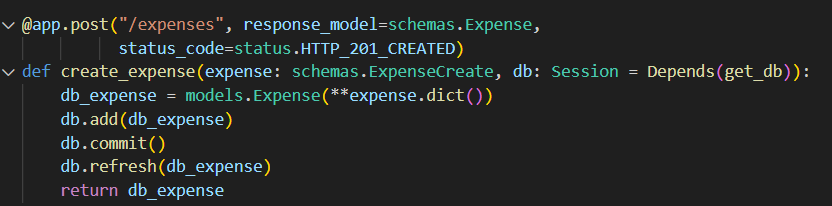 @app.post("/expenses", response_model=schemas.Expense,
          status_code=status.HTTP_201_CREATED)
def create_expense(expense: schemas.ExpenseCreate, db: Session = Depends(get_db)):
    db_expense = models.Expense(**expense.dict())
    db.add(db_expense)
    db.commit()
    db.refresh(db_expense)
    return db_expense